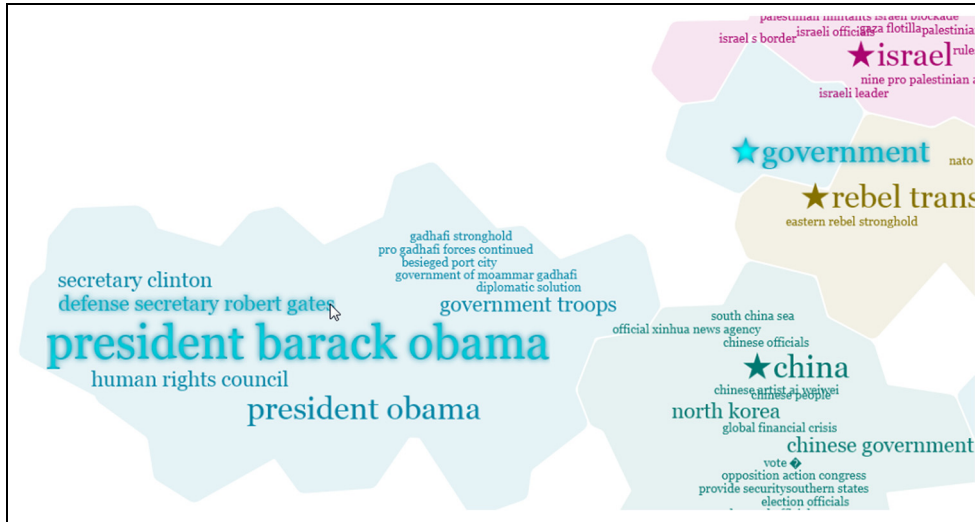 palestinian militants israel blockade
israel s border
israeli officials
gaza flotilla
palestinia
★israel
rules
nine pro palestinian a
israeli leader
★government
nato
★rebel trans
eastern rebel stronghold
gadhafi stronghold
pro gadhafi forces continued
besieged port city
government of moammar gadhafi
diplomatic solution
government troops
secretary clinton
defense secretary robert gates
president barack obama
human rights council
president obama
south china sea
official xinhua news agency
chinese officials
★china
chinese artist ai weiwei
chinese people
north korea
global financial crisis
chinese government
vote �
opposition action congress
provide security
southern states
election officials